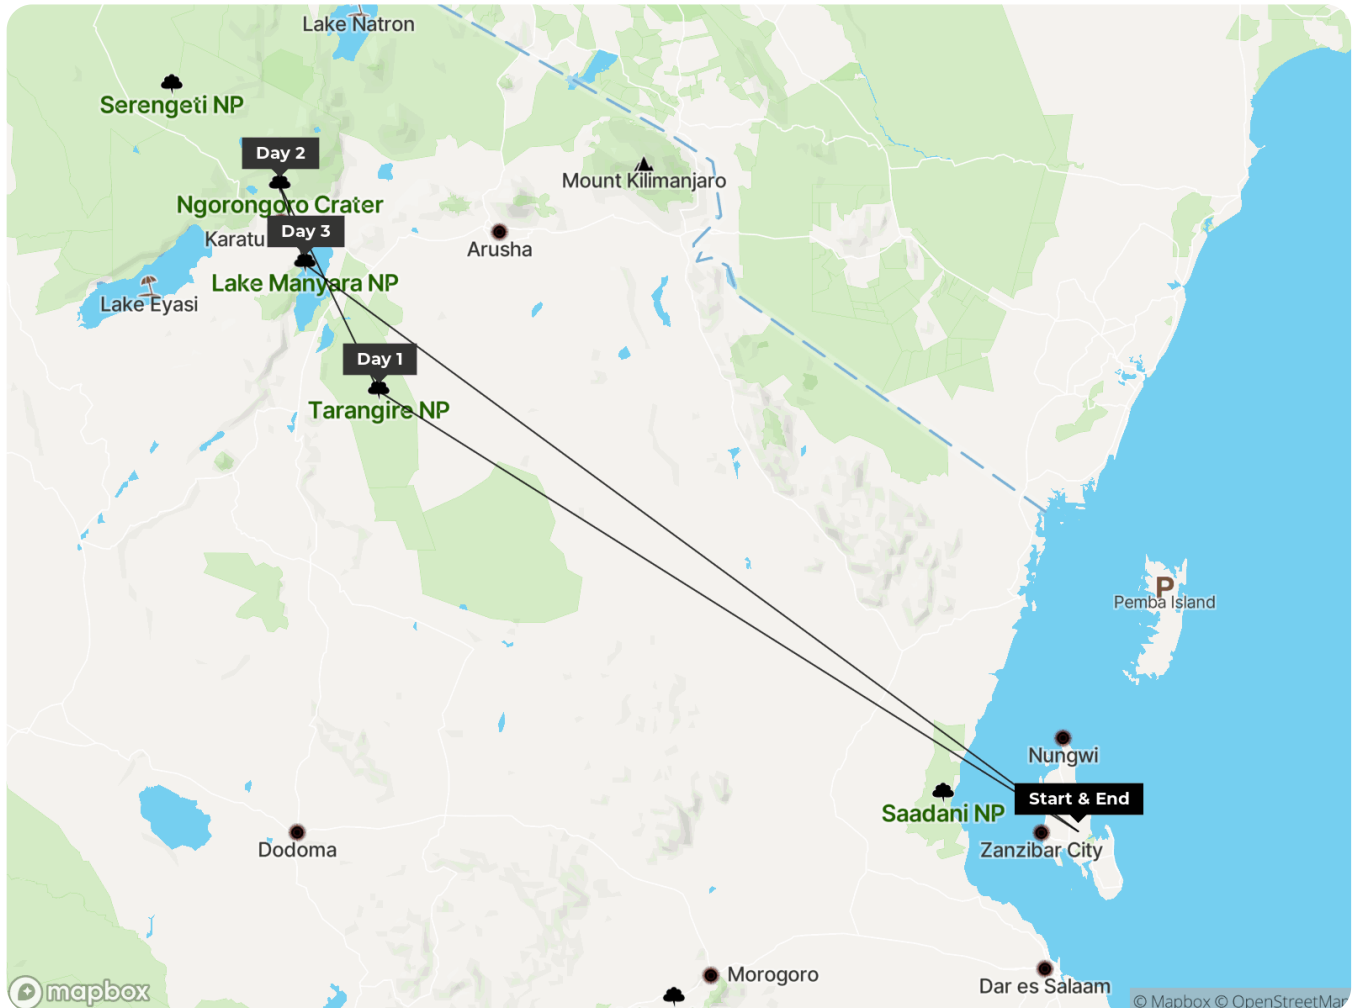 Lake Natron
Serengeti NP
Day 2
Mount Kilimanjaro
Ngorongoro Crater
Karatu
Day 3
Arusha
Lake Manyara NP
Lake Eyasi
Day 1
Tarangire NP
P
Pemba Island
Nungwi
Start & End
Saadani NP
Dodoma
Zanzibar City
Morogoro
Dar es Salaam
mapbox
© Mapbox © OpenStreetMap